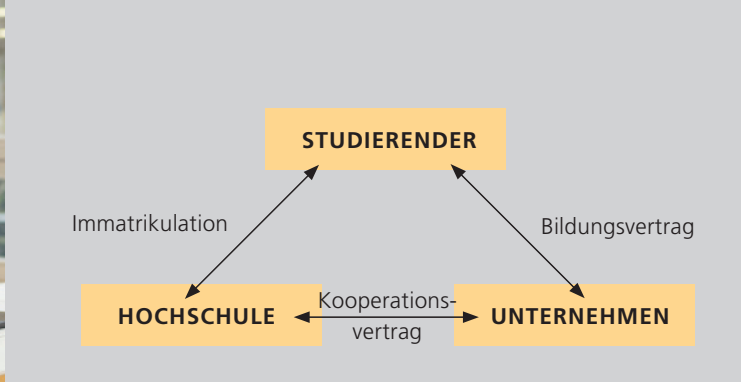 STUDIERENDER
Immatrikulation
Bildungsvertrag
HOCHSCHULE
Kooperations-
vertrag
UNTERNEHMEN